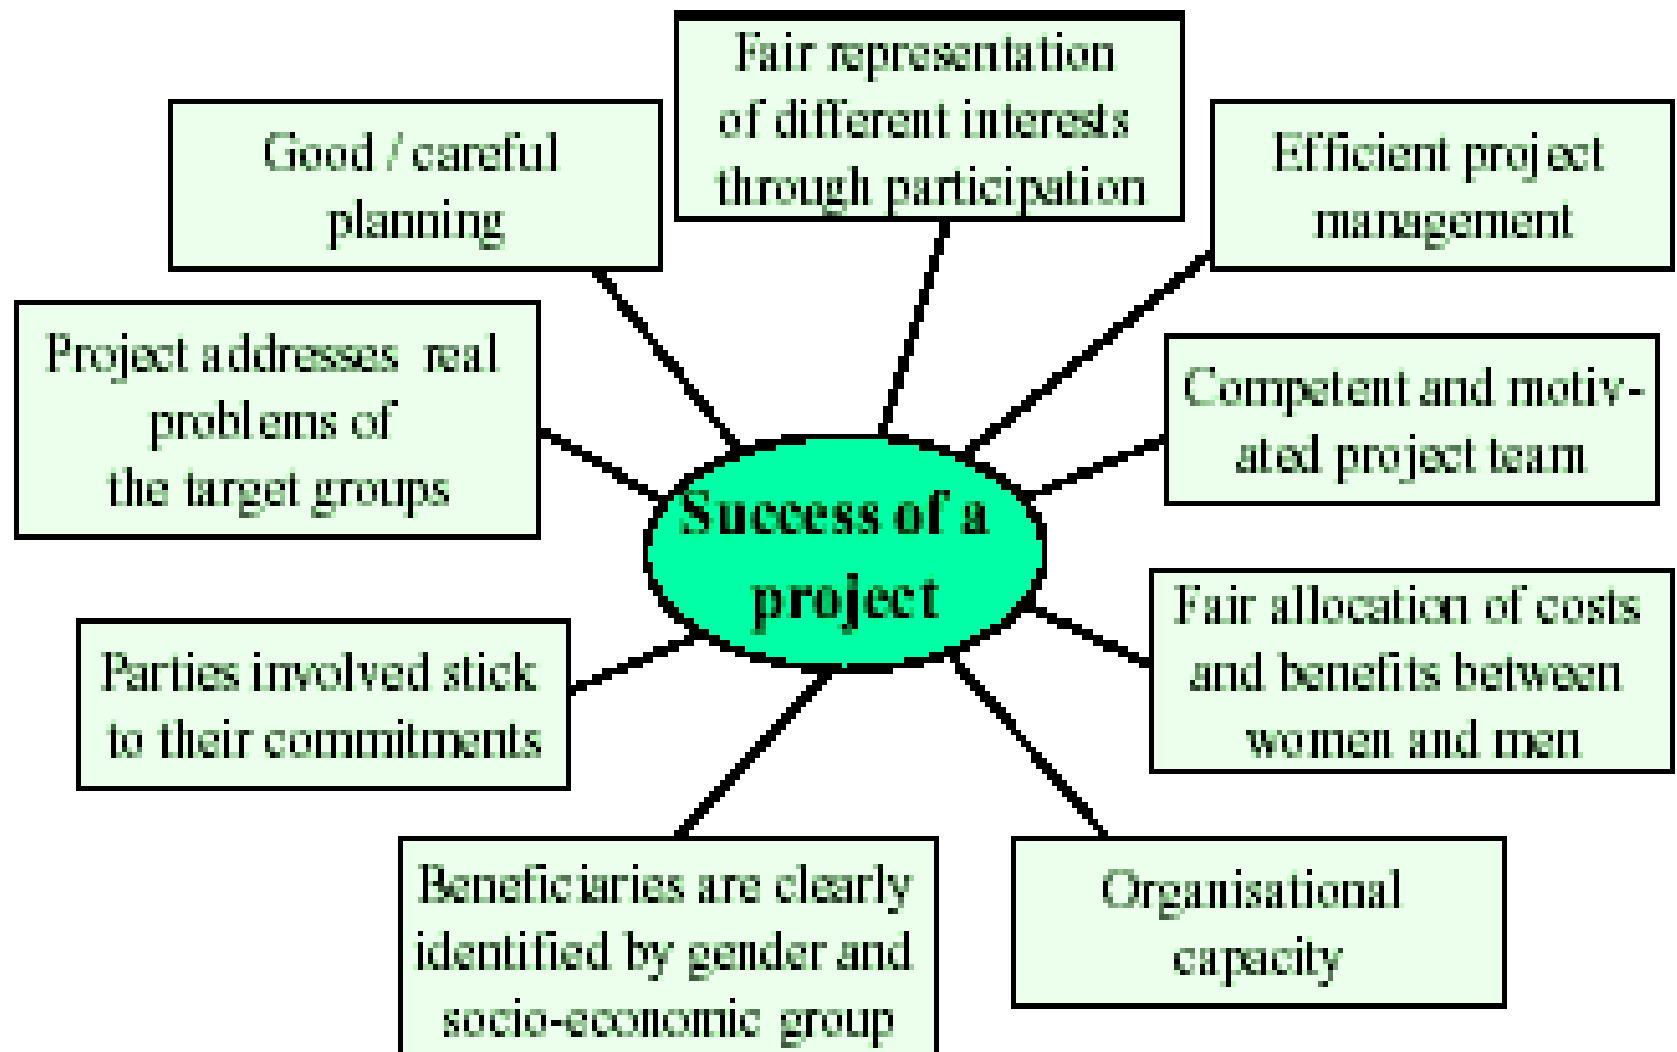 Fair representation
of different interests
through participation
Good / careful
planning
Efficient project
management
Project addresses real
problems of
the target groups
Competent and motiv-
ated project team
Success of a
project
Parties involved stick
to their commitments
Fair allocation of costs
and benefits between
women and men
Beneficiaries are clearly
identified by gender and
socio-economic group
Organisational
capacity